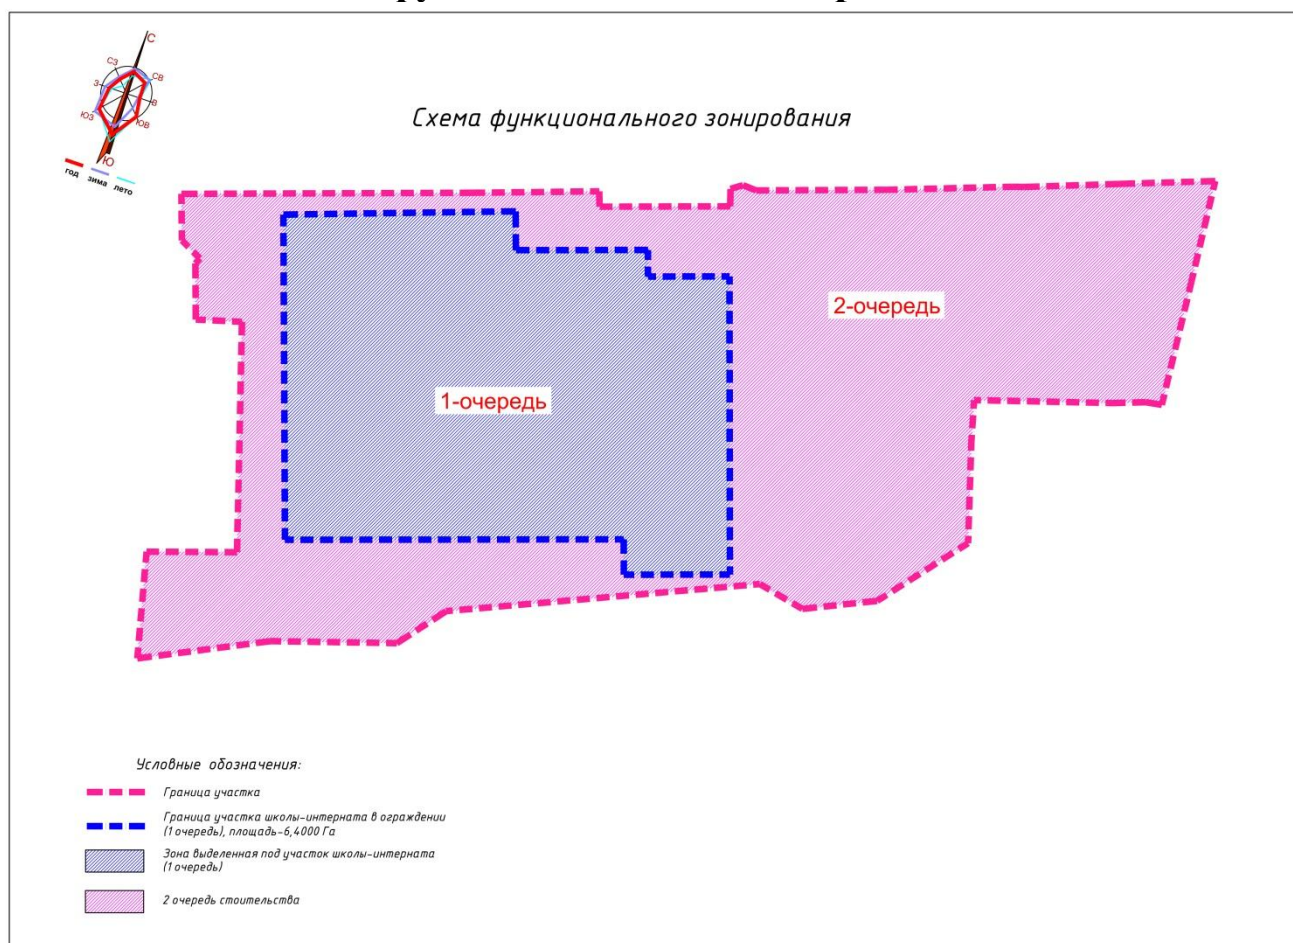 С
СЗ
СВ
З
В
ЮЗ
ЮВ
Ю
год зима лето
Схема функционального зонирования
2-очередь
1-очередь
Условные обозначения:
Граница участка
Граница участка школы-интерната в ограждении
(1 очередь), площадь-6,4000 Га
Зона выделенная под участок школы-интерната
(1 очередь)
2 очередь стоительства